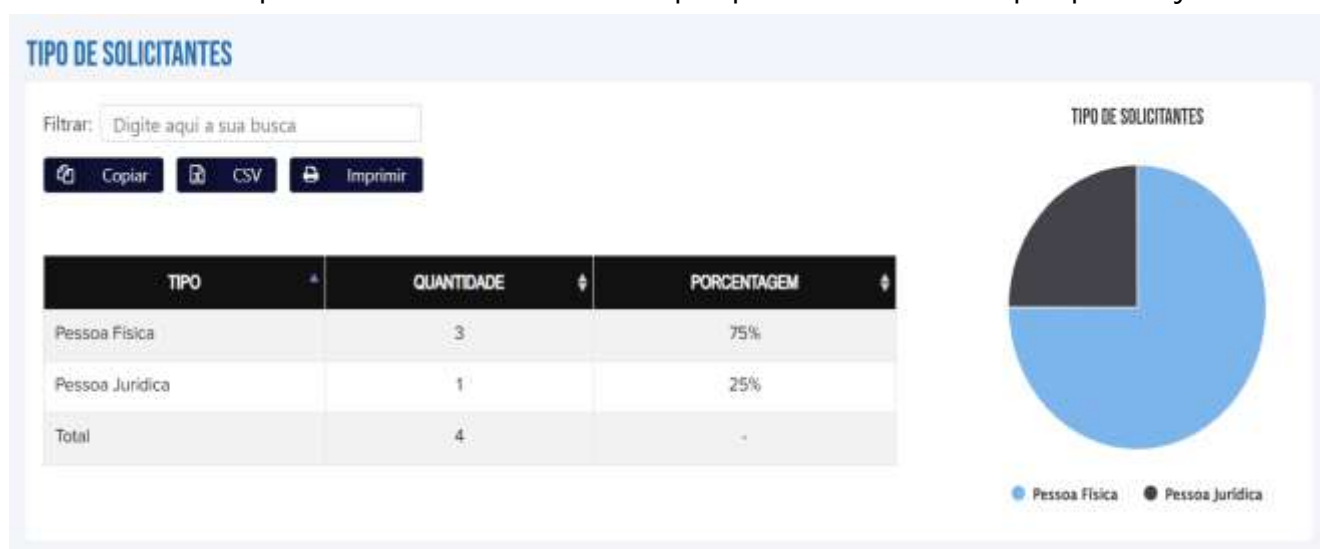 TIPO DE SOLICITANTES
Filtrar: Digite aqui a sua busca
Copiar CSV Imprimir
TIPO QUANTIDADE PORCENTAGEM
Pessoa Física 3 75%
Pessoa Jurídica 1 25%
Total 4 -
TIPO DE SOLICITANTES
Pessoa Física Pessoa Jurídica